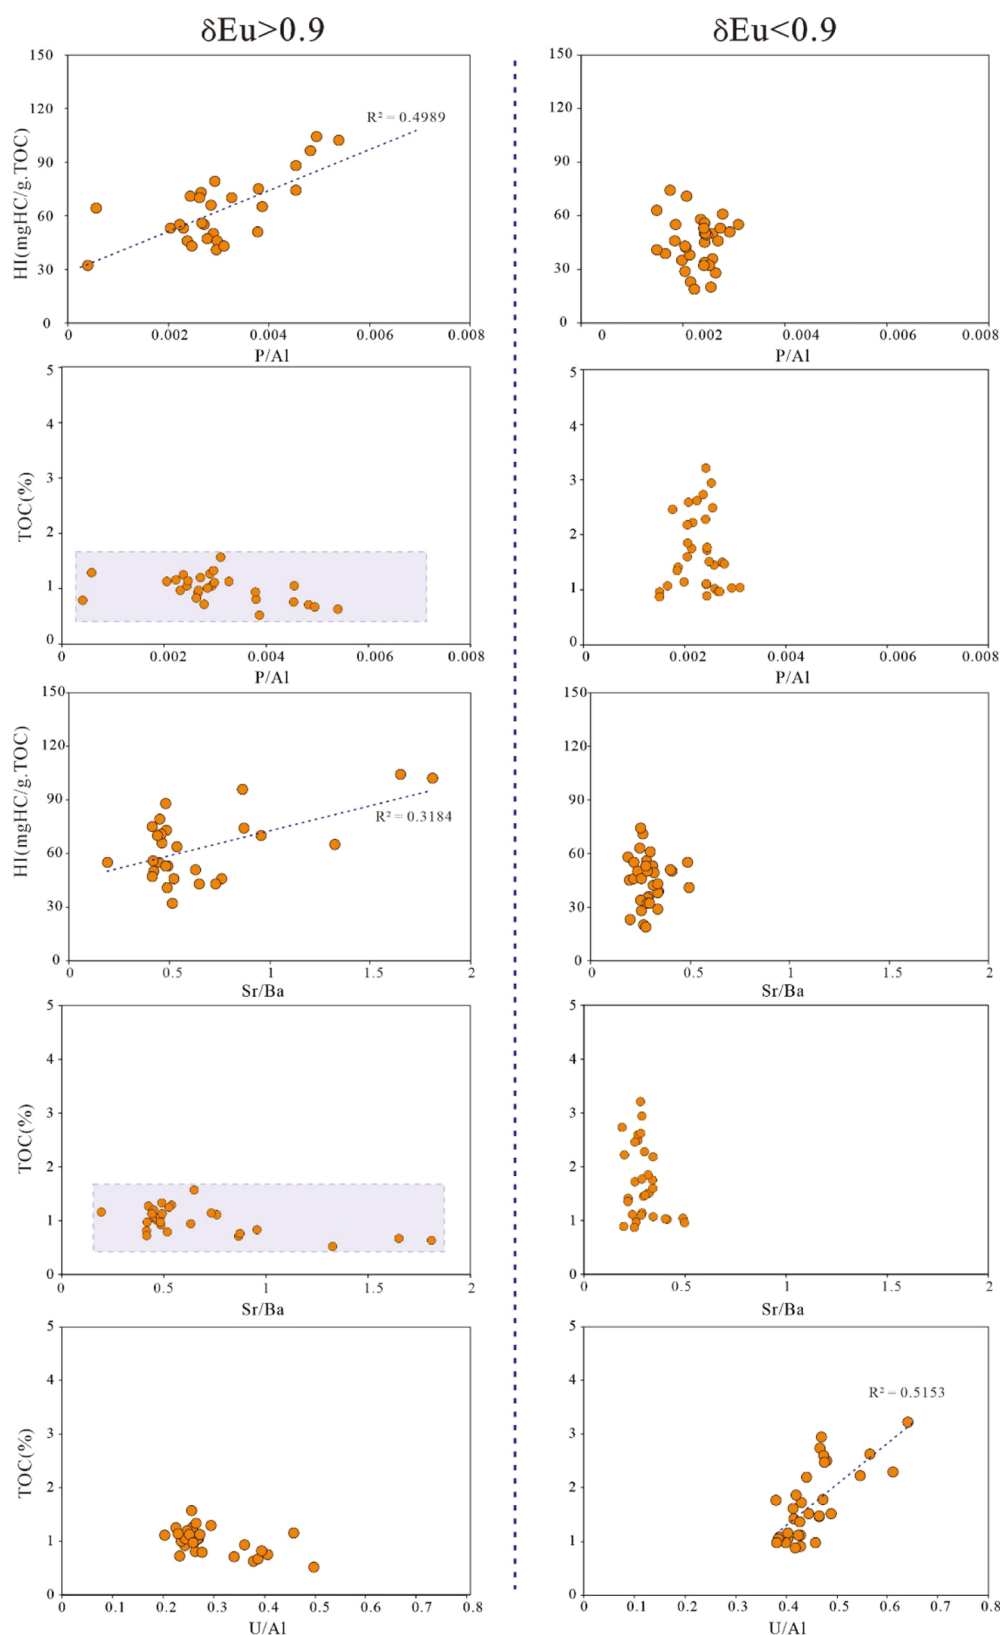 δEu>0.9
δEu<0.9
150
120
90
60
30
0
HI(mgHC/g.TOC)
R² = 0.4989
0 0.002 0.004 0.006 0.008
P/Al
150
120
90
60
30
0
0 0.002 0.004 0.006 0.008
P/Al
5
4
3
2
1
0
TOC(%)
0 0.002 0.004 0.006 0.008
P/Al
5
4
3
2
1
0
0 0.002 0.004 0.006 0.008
P/Al
150
120
90
60
30
0
HI(mgHC/g.TOC)
R² = 0.3184
0 0.5 1 1.5 2
Sr/Ba
150
120
90
60
30
0
0 0.5 1 1.5 2
Sr/Ba
5
4
3
2
1
0
TOC(%)
0 0.5 1 1.5 2
Sr/Ba
5
4
3
2
1
0
0 0.5 1 1.5 2
Sr/Ba
5
4
3
2
1
0
TOC(%)
0 0.1 0.2 0.3 0.4 0.5 0.6 0.7 0.8
U/Al
5
4
3
2
1
0
R² = 0.5153
0 0.1 0.2 0.3 0.4 0.5 0.6 0.7 0.8
U/Al